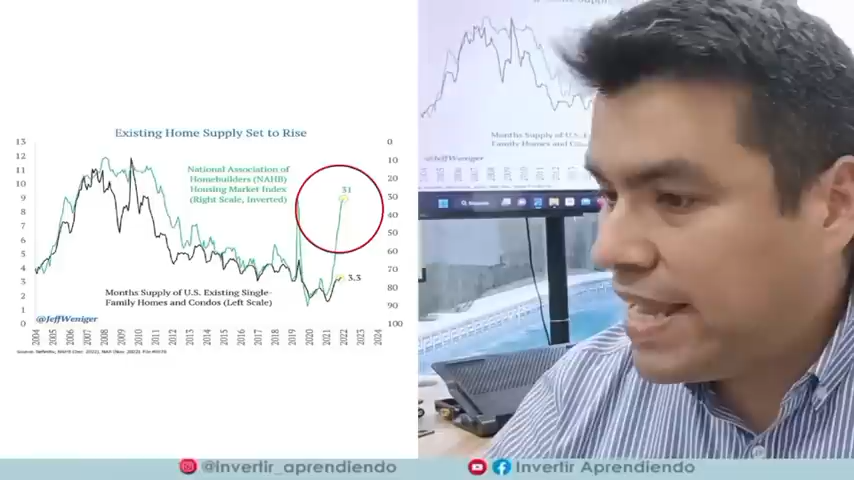 Existing Home Supply Set to Rise
13
12
11
10
9
8
7
6
5
4
3
2
1
0
0
10
20
30
40
50
60
70
80
90
100
National Association of
Homebuilders (NAHB)
Housing Market Index
(Right Scale, Inverted)
31
3.3
Months Supply of U.S. Existing Single-
Family Homes and Condos (Left Scale)
@JeffWeniger
2004 2005 2006 2007 2008 2009 2010 2011 2012 2013 2014 2015 2016 2017 2018 2019 2020 2021 2022 2023 2024
Months Supply of U.S. E
Family Homes and
@JeffWeniger
@Invertir_aprendiendo
Invertir Aprendiendo